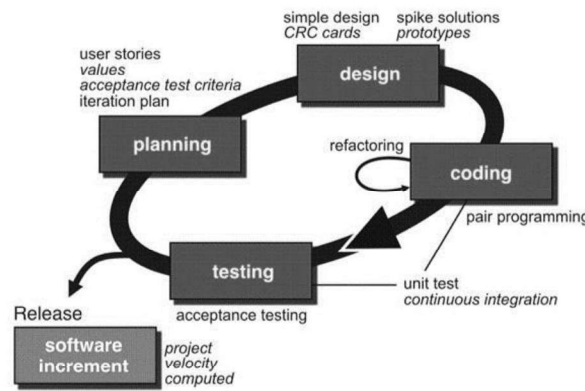 simple design
CRC cards
spike solutions
prototypes
design
user stories
values
acceptance test criteria
iteration plan
planning
refactoring
coding
pair programming
testing
acceptance testing
unit test
continuous integration
Release
software
increment
project
velocity
computed